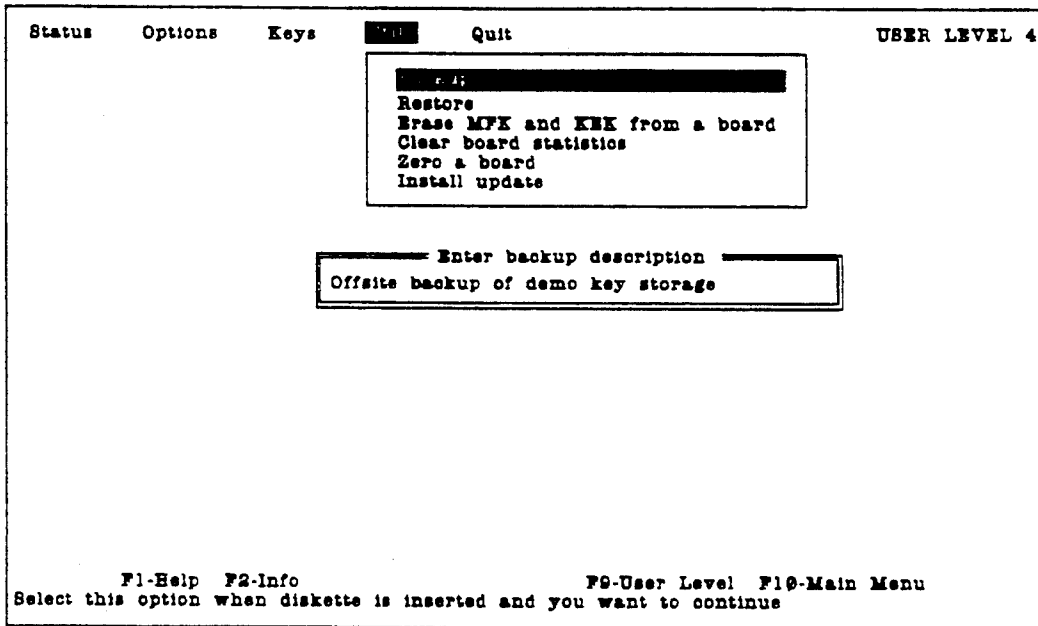 Status Options Keys Quit USER LEVEL 4
Restore
Erase MFK and KEK from a board
Clear board statistics
Zero a board
Install update
Enter backup description
Offsite backup of demo key storage
F1-Help F2-Info F9-User Level F10-Main Menu
Select this option when diskette is inserted and you want to continue